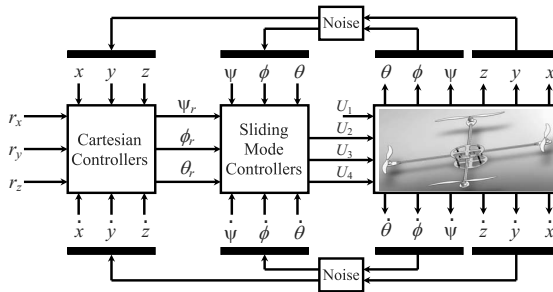 Noise
x y z
ψ ϕ θ
θ ϕ ψ z y x
r_x
r_y
r_z
Cartesian
Controllers
ψ_r
ϕ_r
θ_r
Sliding
Mode
Controllers
U_1
U_2
U_3
U_4
ẋ ẏ ż
ψ̇ ϕ̇ θ̇
θ̇ ϕ̇ ψ̇ ż ẏ ẋ
Noise